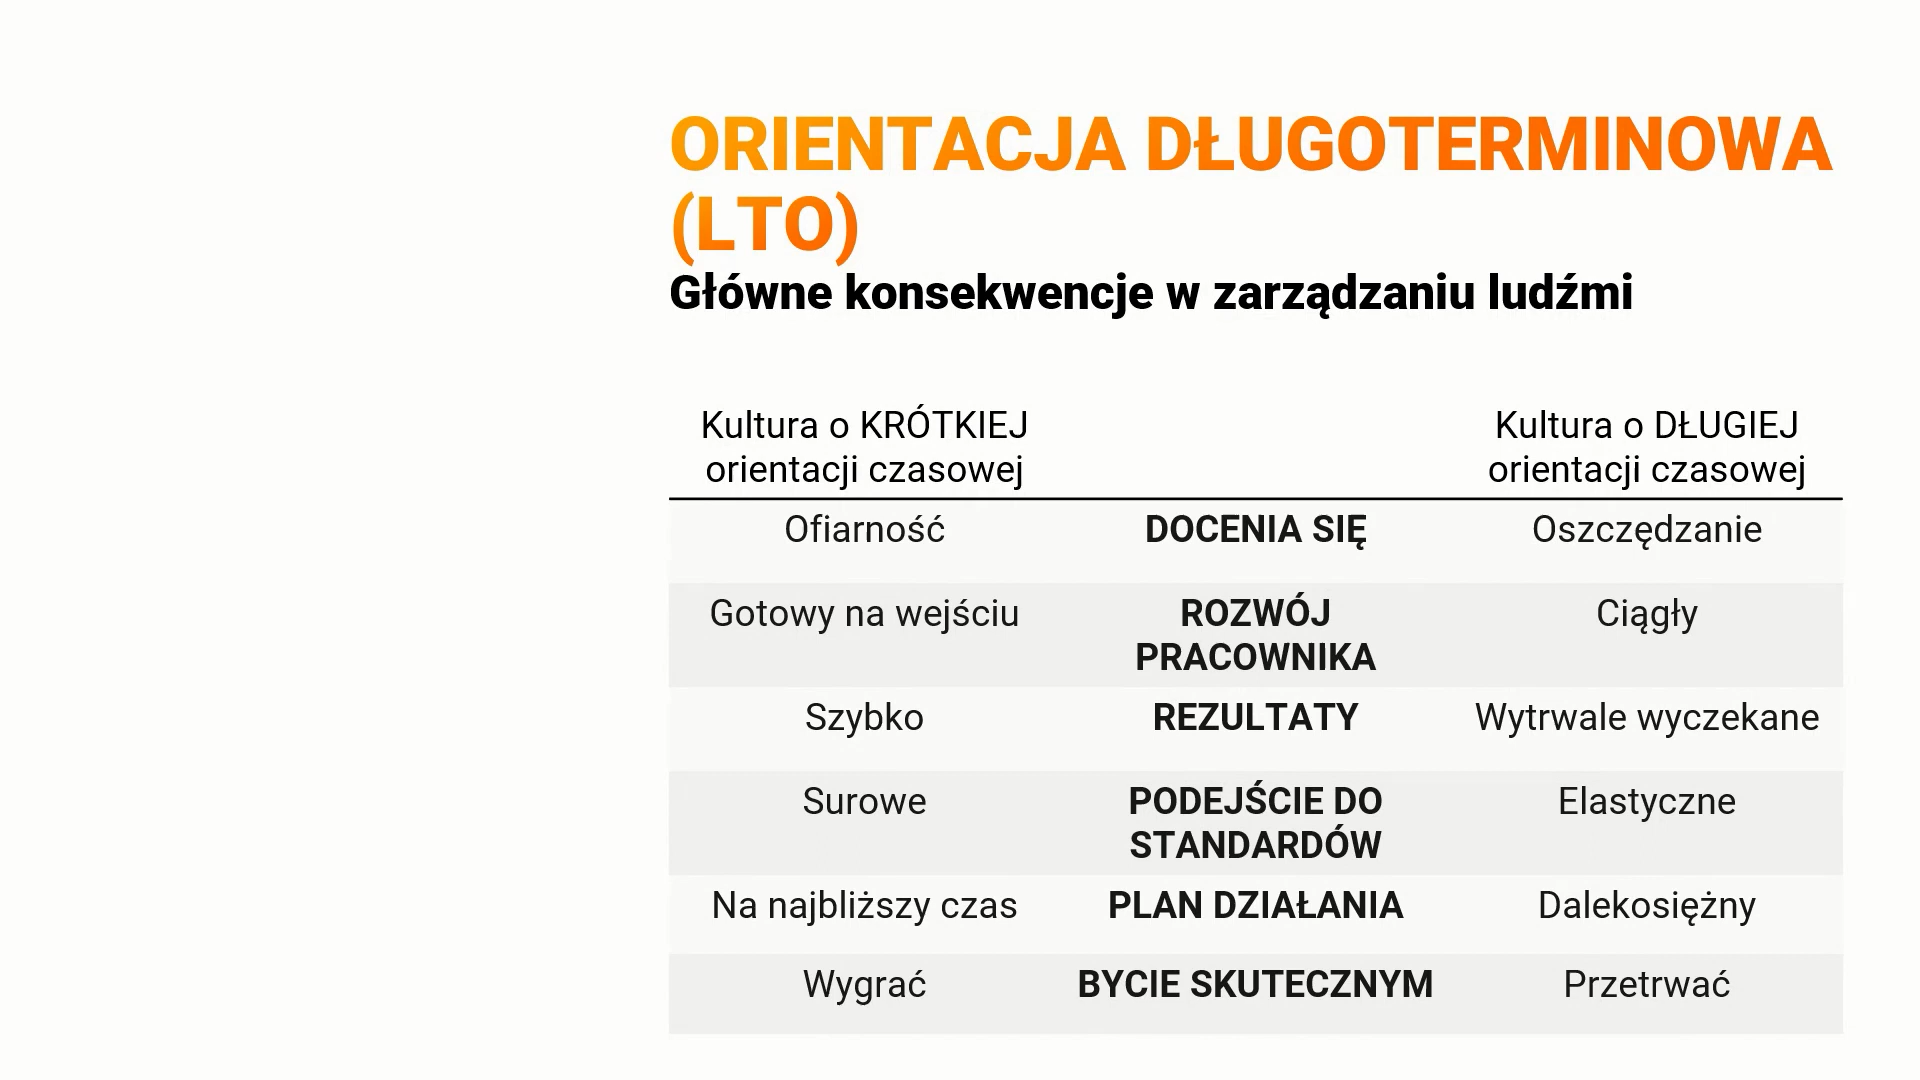 ORIENTACJA DŁUGOTERMINOWA
(LTO)
Główne konsekwencje w zarządzaniu ludźmi
Kultura o KRÓTKIEJ
orientacji czasowej
Kultura o DŁUGIEJ
orientacji czasowej
Ofiarność DOCENIA SIĘ Oszczędzanie
Gotowy na wejściu ROZWÓJ Ciągły
PRACOWNIKA
Szybko REZULTATY Wytrwale wyczekane
Surowe PODEJŚCIE DO Elastyczne
STANDARDÓW
Na najbliższy czas PLAN DZIAŁANIA Dalekosiężny
Wygrać BYCIE SKUTECZNYM Przetrwać